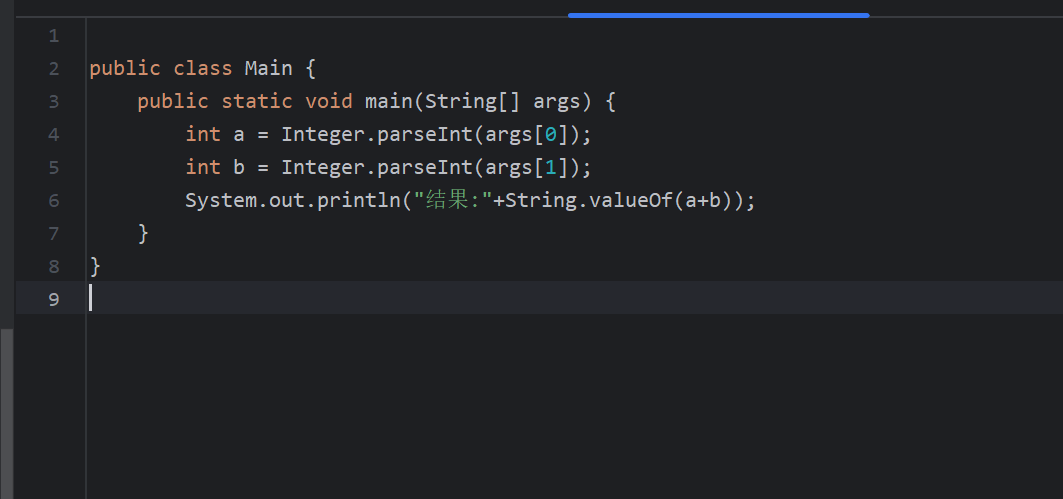 1
2 public class Main {
3     public static void main(String[] args) {
4         int a = Integer.parseInt(args[0]);
5         int b = Integer.parseInt(args[1]);
6         System.out.println("结果:"+String.valueOf(a+b));
7     }
8 }
9